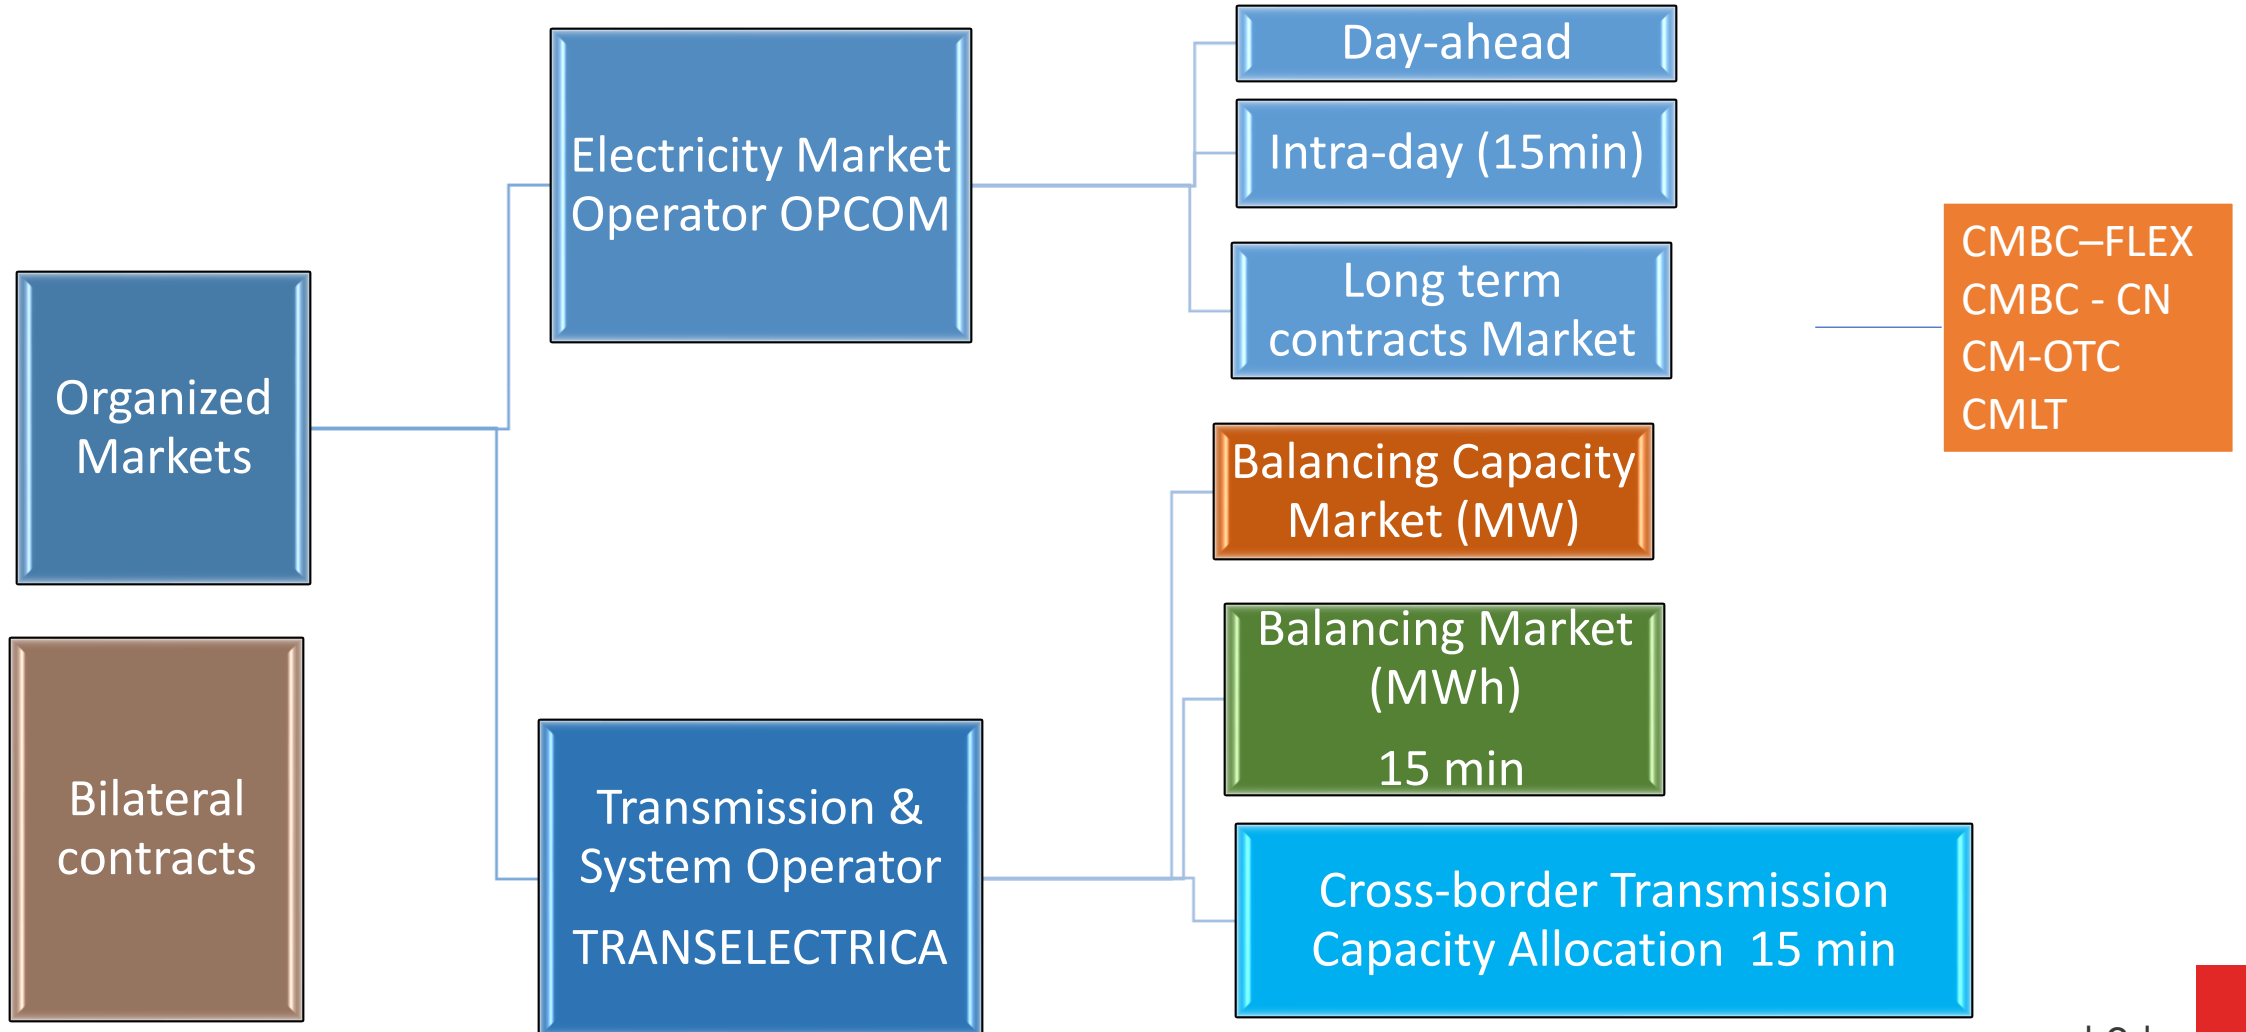 Organized
Markets
Bilateral
contracts
Electricity Market
Operator OPCOM
Transmission &
System Operator
TRANSELECTRICA
Day-ahead
Intra-day (15min)
Long term
contracts Market
Balancing Capacity
Market (MW)
Balancing Market
(MWh)
15 min
Cross-border Transmission
Capacity Allocation 15 min
CMBC–FLEX
CMBC - CN
CM-OTC
CMLT